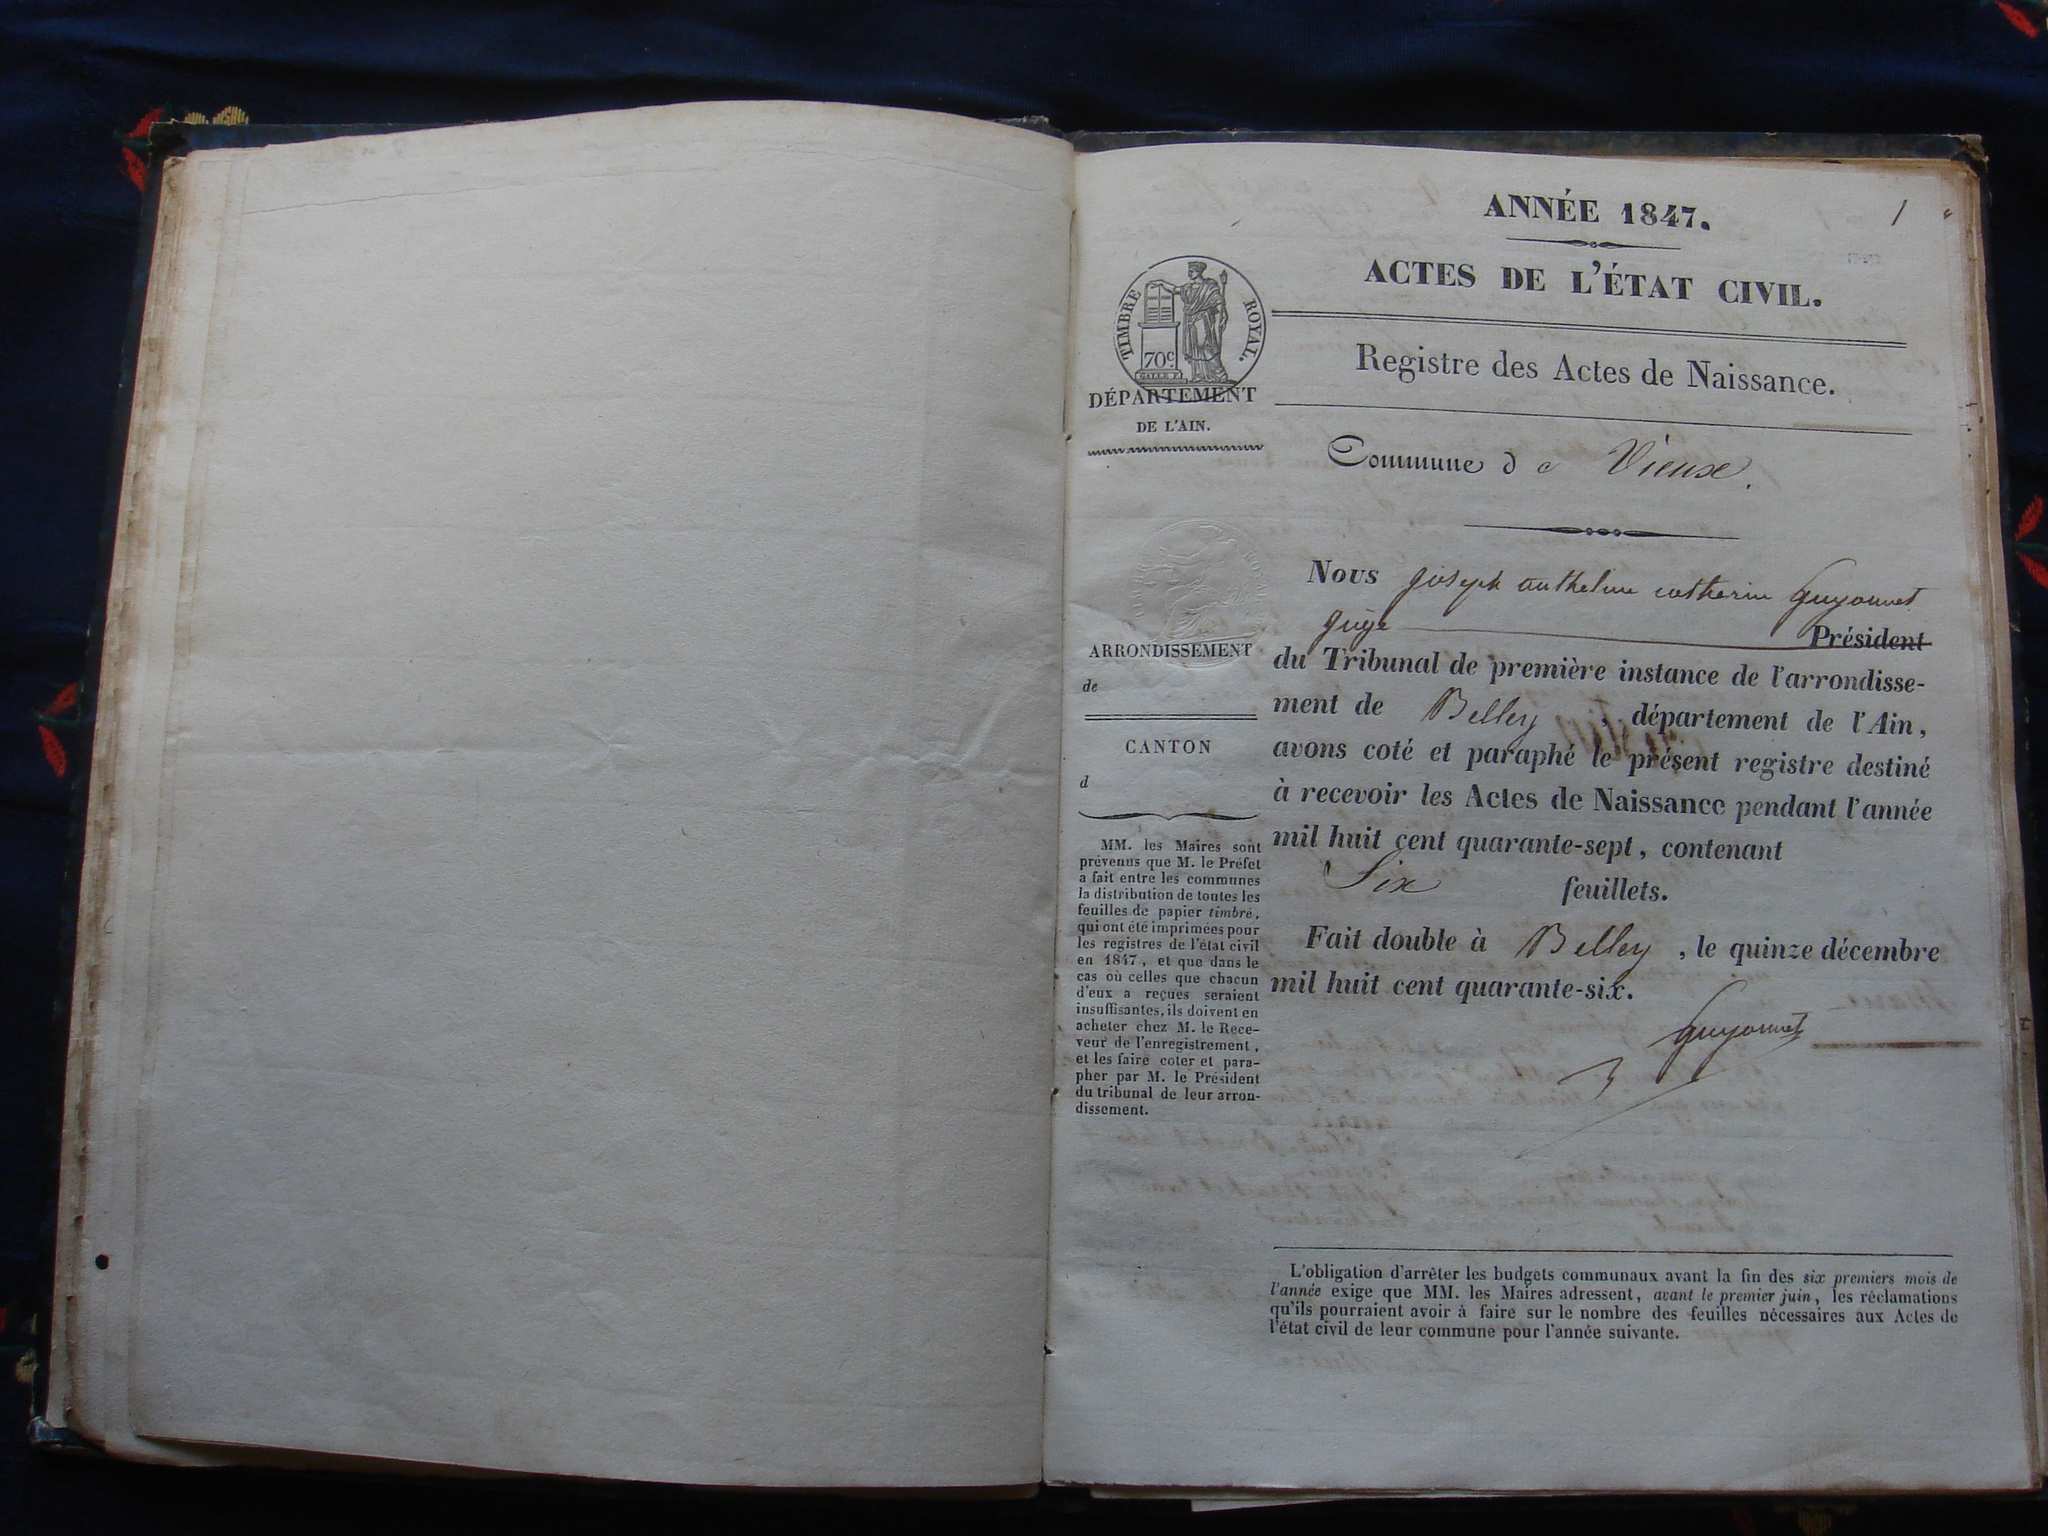 ANNÉE 1847.
1
ACTES DE L'ÉTAT CIVIL.
TIMBRE ROYAL.
70c
Registre des Actes de Naissance.
DÉPARTEMENT
DE L'AIN.
Commune de Vieux.
Nous joseph anthelme catherin Guyonnet
juge Président
du Tribunal de première instance de l'arrondisse-
ment de Belley, département de l'Ain,
avons coté et paraphé le présent registre destiné
à recevoir les Actes de Naissance pendant l'année
mil huit cent quarante-sept, contenant
Six feuillets.
Fait double à Belley, le quinze décembre
mil huit cent quarante-six.
Guyonnet
ARRONDISSEMENT
de
CANTON
d
MM. les Maires sont
prévenus que M. le Préfet
a fait entre les communes
la distribution de toutes les
feuilles de papier timbré,
qui ont été imprimées pour
les registres de l'état civil
en 1847, et que dans le
cas où celles que chacun
d'eux a reçues seraient
insuffisantes, ils doivent en
acheter chez M. le Rece-
veur de l'enregistrement,
et les faire coter et para-
pher par M. le Président
du tribunal de leur arron-
dissement.
L'obligation d'arrêter les budgets communaux avant la fin des six premiers mois de
l'année exige que MM. les Maires adressent, avant le premier juin, les réclamations
qu'ils pourraient avoir à faire sur le nombre des feuilles nécessaires aux Actes de
l'état civil de leur commune pour l'année suivante.